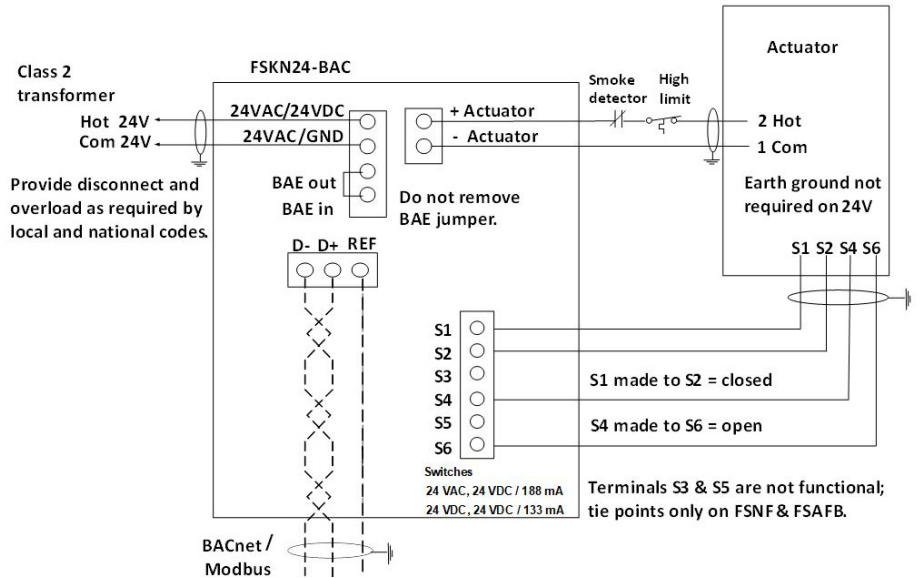 Actuator
Class 2
transformer
FSKN24-BAC
Smoke
detector
High
limit
Hot 24V
Com 24V
24VAC/24VDC
24VAC/GND
+ Actuator
- Actuator
2 Hot
1 Com
Provide disconnect and
overload as required by
local and national codes.
BAE out
BAE in
Do not remove
BAE jumper.
Earth ground not
required on 24V
D- D+ REF
S1 S2 S4 S6
S1
S2
S3
S4
S5
S6
S1 made to S2 = closed
S4 made to S6 = open
Switches
24 VAC, 24 VDC / 188 mA
24 VDC, 24 VDC / 133 mA
Terminals S3 & S5 are not functional;
tie points only on FSNF & FSAFB.
BACnet /
Modbus